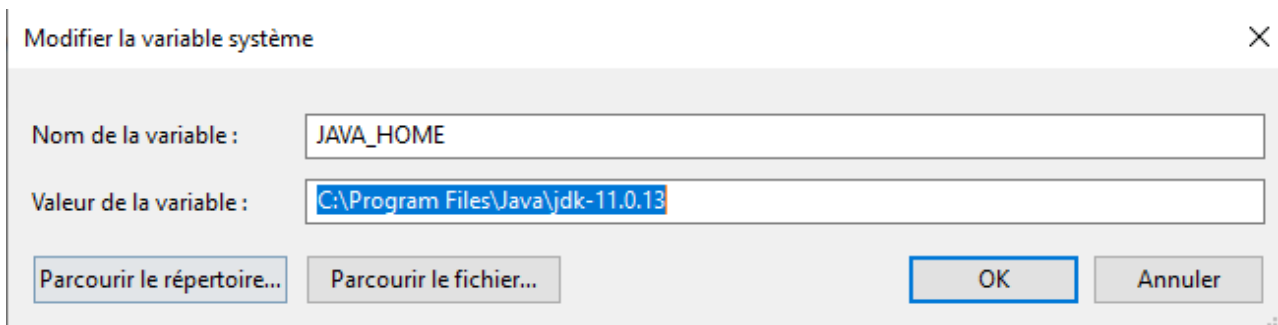 Modifier la variable système
Nom de la variable : JAVA_HOME
Valeur de la variable : C:\Program Files\Java\jdk-11.0.13
Parcourir le répertoire... Parcourir le fichier... OK Annuler